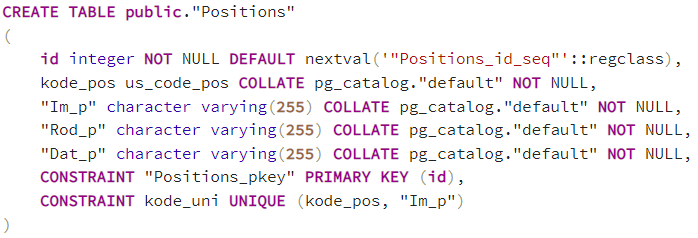 CREATE TABLE public."Positions"
(
    id integer NOT NULL DEFAULT nextval('"Positions_id_seq"'::regclass),
    kode_pos us_code_pos COLLATE pg_catalog."default" NOT NULL,
    "Im_p" character varying(255) COLLATE pg_catalog."default" NOT NULL,
    "Rod_p" character varying(255) COLLATE pg_catalog."default" NOT NULL,
    "Dat_p" character varying(255) COLLATE pg_catalog."default" NOT NULL,
    CONSTRAINT "Positions_pkey" PRIMARY KEY (id),
    CONSTRAINT kode_uni UNIQUE (kode_pos, "Im_p")
)